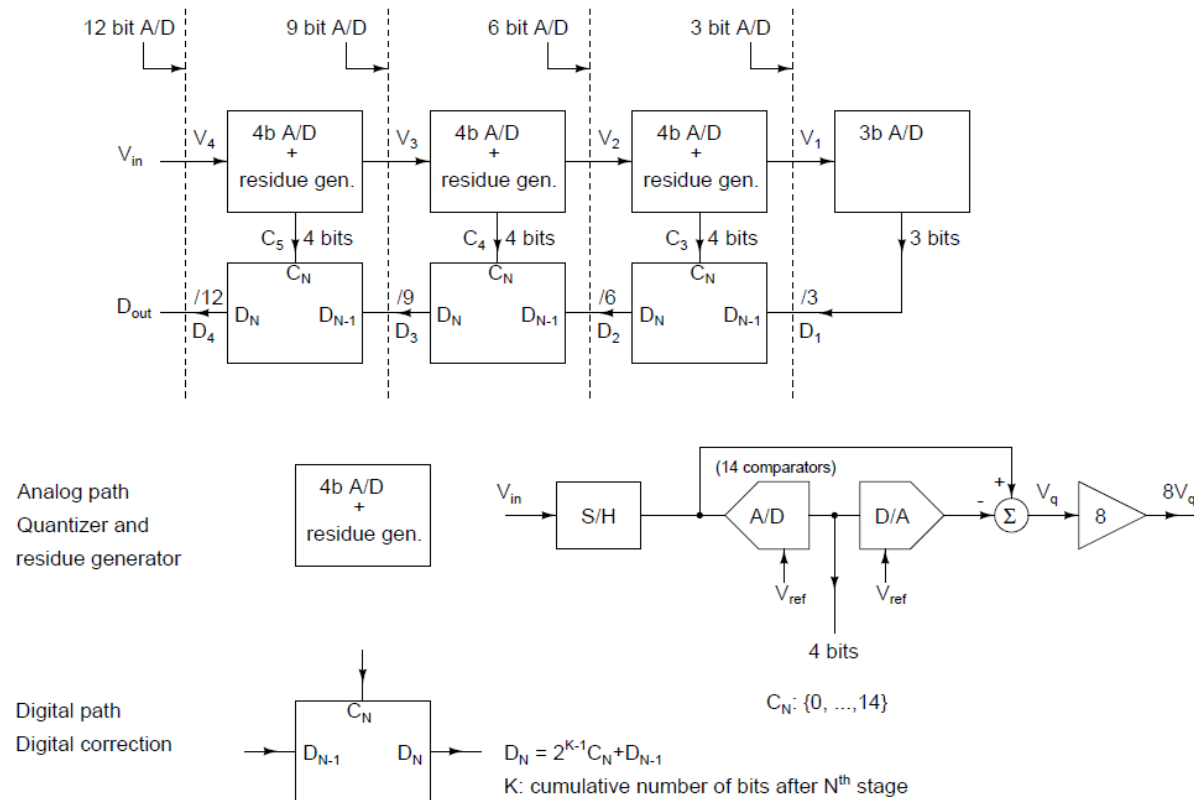 12 bit A/D 9 bit A/D 6 bit A/D 3 bit A/D
V4 4b A/D V3 4b A/D V2 4b A/D V1 3b A/D
+ + +
Vin residue gen. residue gen. residue gen.
C5 4 bits C4 4 bits C3 4 bits 3 bits
CN CN CN
/12 /9 /6 /3
Dout DN DN-1 DN DN-1 DN DN-1
D4 D3 D2 D1
(14 comparators)
Analog path 4b A/D Vin + Vq 8Vq
Quantizer and + S/H A/D D/A - Σ 8
residue generator residue gen.
Vref Vref
4 bits
CN: {0, ...,14}
Digital path CN
Digital correction DN-1 DN DN = 2^K-1CN+DN-1
K: cumulative number of bits after Nth stage